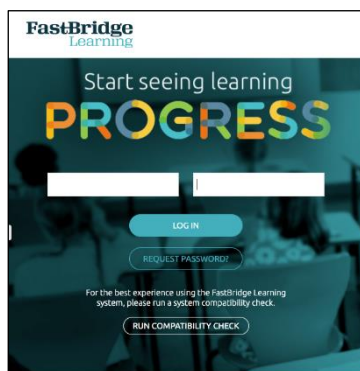 FastBridge
Learning
Start seeing learning
PROGRESS
LOG IN
REQUEST PASSWORD?
For the best experience using the FastBridge Learning
system, please run a system compatibility check.
RUN COMPATIBILITY CHECK